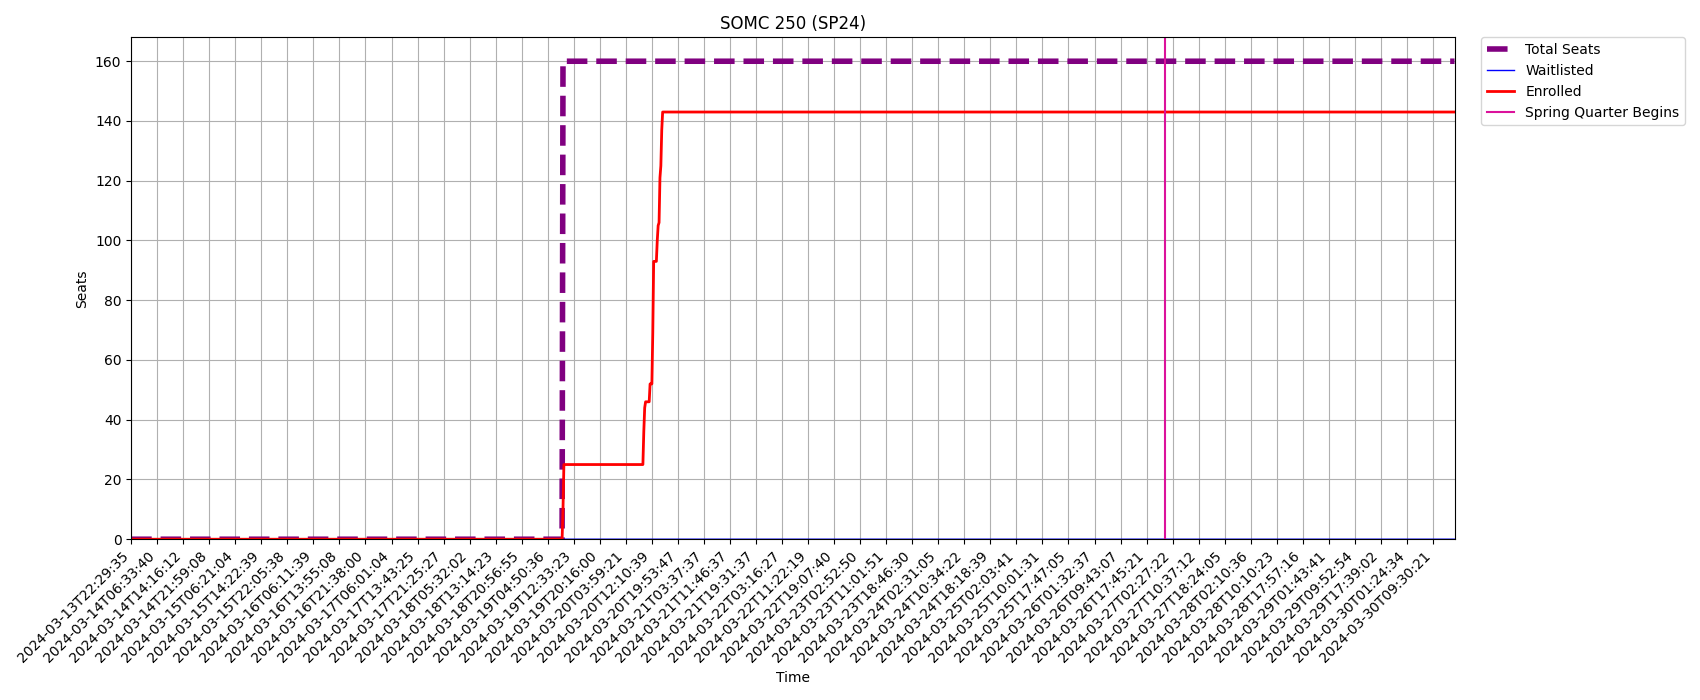 SOMC 250 (SP24)
Total Seats
Waitlisted
Enrolled
Spring Quarter Begins
Seats
160
140
120
100
80
60
40
20
0
2024-03-13T22:29:35
2024-03-14T06:33:40
2024-03-14T14:16:12
2024-03-14T21:59:08
2024-03-15T06:21:04
2024-03-15T14:22:39
2024-03-15T22:05:38
2024-03-16T06:11:39
2024-03-16T13:55:08
2024-03-16T21:38:00
2024-03-17T06:01:04
2024-03-17T13:43:25
2024-03-17T21:25:27
2024-03-18T05:32:02
2024-03-18T13:14:23
2024-03-18T20:56:55
2024-03-19T04:50:36
2024-03-19T12:33:23
2024-03-19T20:16:00
2024-03-20T03:59:21
2024-03-20T12:10:39
2024-03-20T19:53:47
2024-03-21T03:37:37
2024-03-21T11:46:37
2024-03-21T19:31:37
2024-03-22T03:16:27
2024-03-22T11:22:19
2024-03-22T19:07:40
2024-03-23T02:52:50
2024-03-23T11:01:51
2024-03-23T18:46:30
2024-03-24T02:31:05
2024-03-24T10:34:22
2024-03-24T18:18:39
2024-03-25T02:03:41
2024-03-25T10:01:31
2024-03-25T17:47:05
2024-03-26T01:32:37
2024-03-26T09:43:07
2024-03-26T17:45:21
2024-03-27T02:27:22
2024-03-27T10:37:12
2024-03-27T18:24:05
2024-03-28T02:10:36
2024-03-28T10:10:23
2024-03-28T17:57:16
2024-03-29T01:43:41
2024-03-29T09:52:54
2024-03-29T17:39:02
2024-03-30T01:24:34
2024-03-30T09:30:21
Time